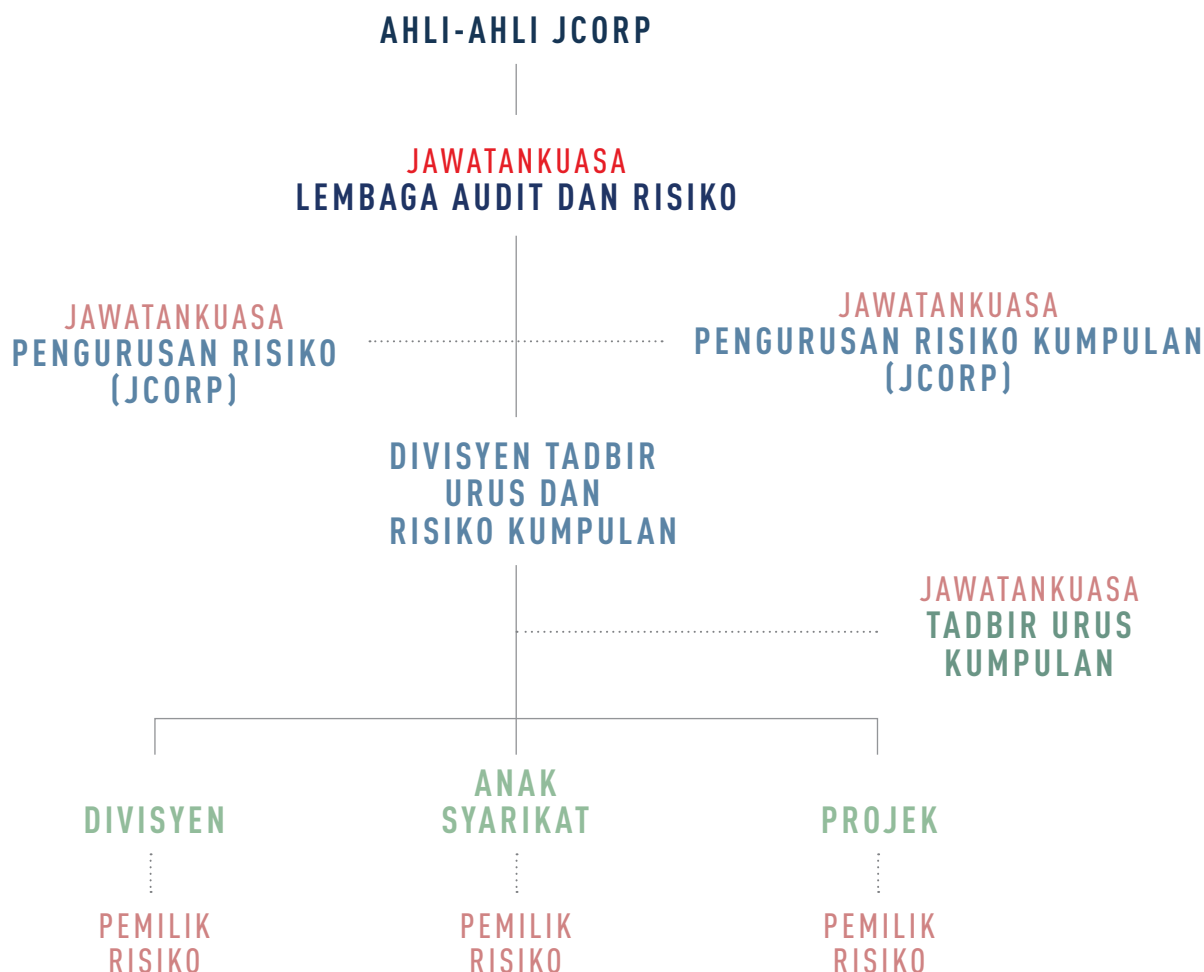 AHLI-AHLI JCORP
JAWATANKUASA
LEMBAGA AUDIT DAN RISIKO
JAWATANKUASA
PENGURUSAN RISIKO
(JCORP)
JAWATANKUASA
PENGURUSAN RISIKO KUMPULAN
(JCORP)
DIVISYEN TADBIR
URUS DAN
RISIKO KUMPULAN
JAWATANKUASA
TADBIR URUS
KUMPULAN
DIVISYEN
ANAK
SYARIKAT
PROJEK
PEMILIK
RISIKO
PEMILIK
RISIKO
PEMILIK
RISIKO